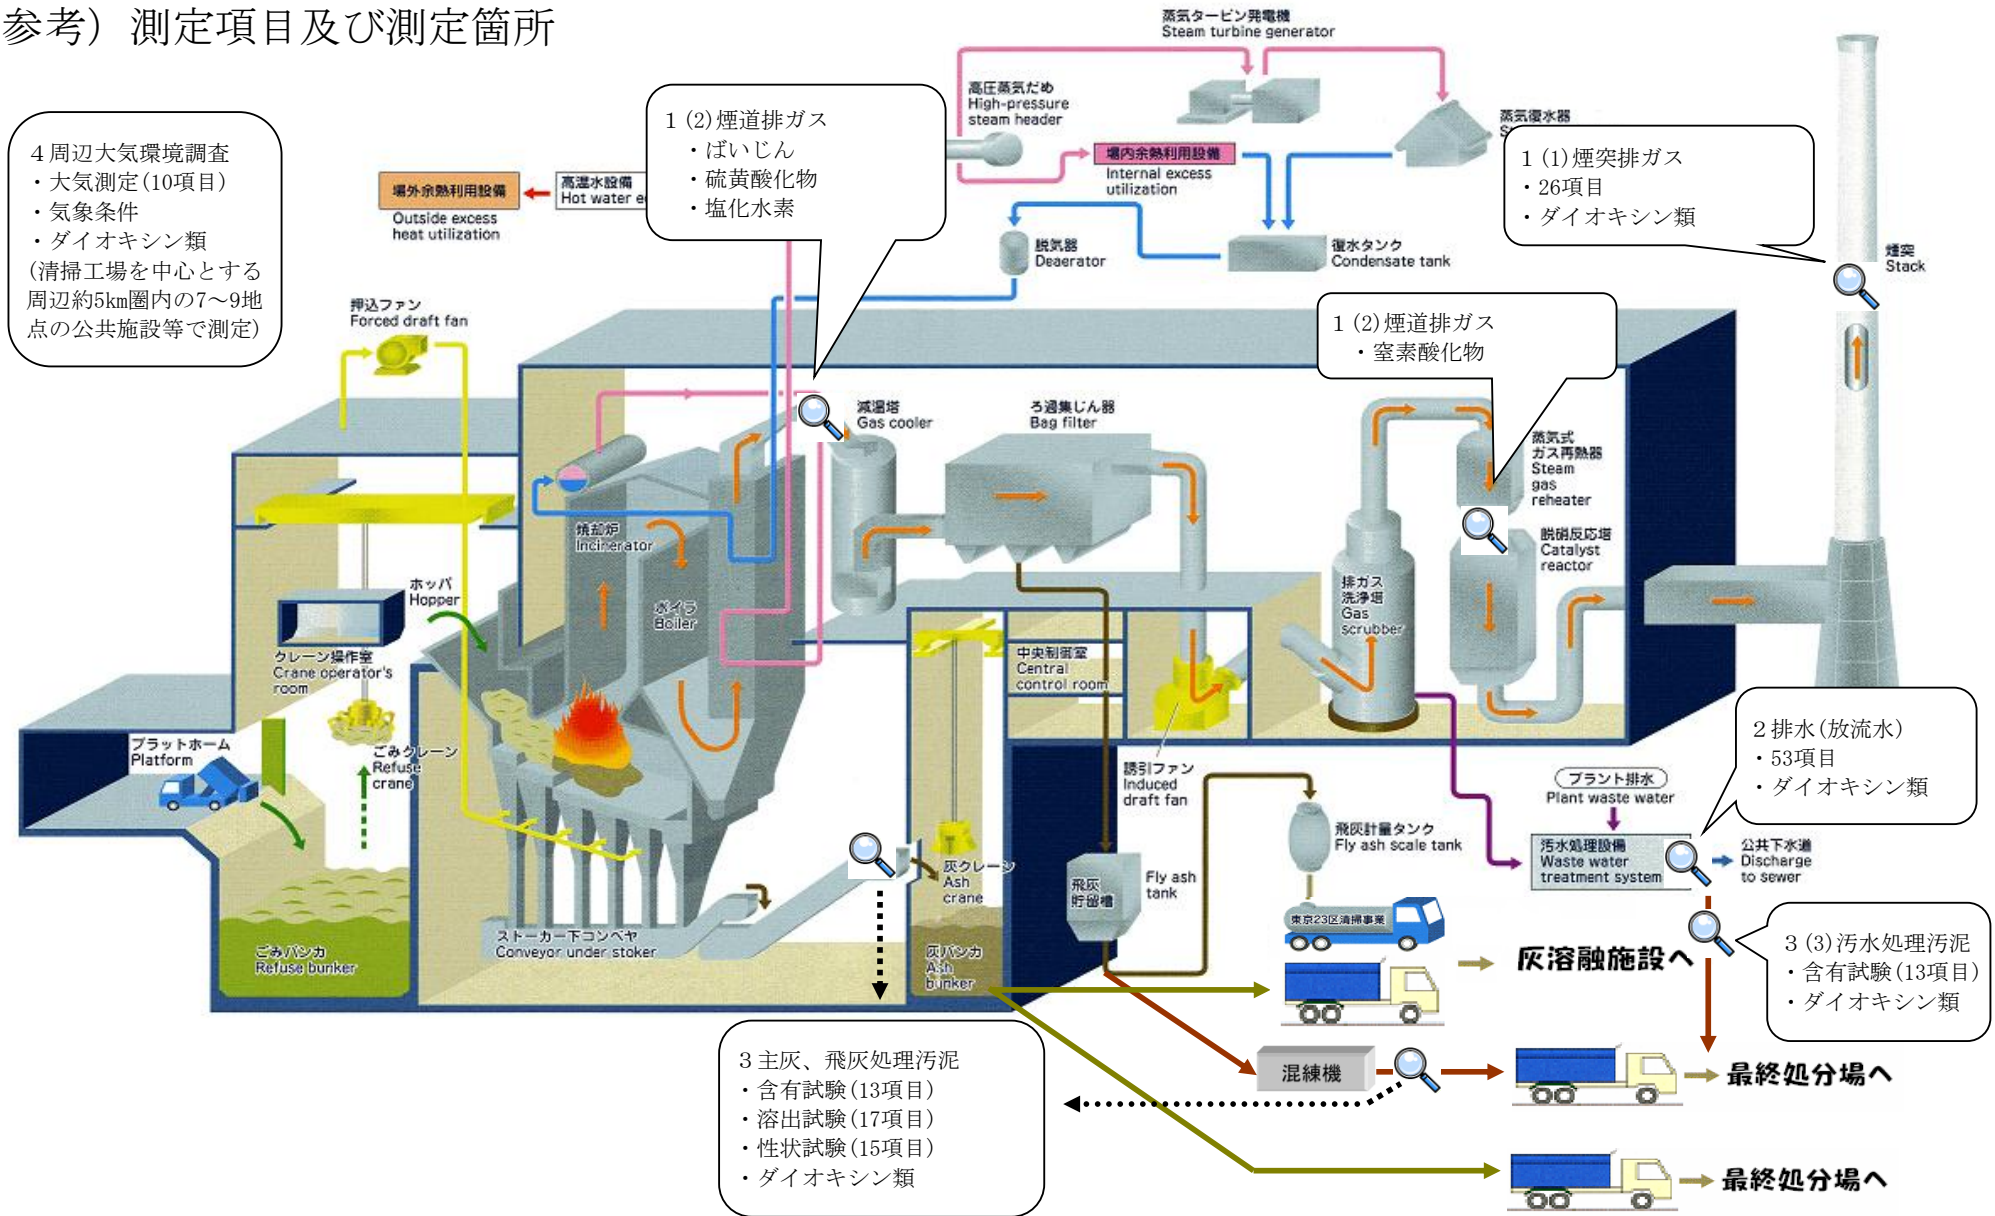 参考）測定項目及び測定箇所
蒸気タービン発電機
Steam turbine generator
高圧蒸気だめ
High-pressure
steam header
蒸気復水器
4 周辺大気環境調査
・大気測定(10項目)
・気象条件
・ダイオキシン類
(清掃工場を中心とする
周辺約5km圏内の7～9地
点の公共施設等で測定)
1 (2)煙道排ガス
・ばいじん
・硫黄酸化物
・塩化水素
1 (1)煙突排ガス
・26項目
・ダイオキシン類
場外余熱利用設備
Outside excess
heat utilization
高温水設備
Hot water
場内余熱利用設備
Internal excess
utilization
脱気器
Deaerator
復水タンク
Condensate tank
煙突
Stack
押込ファン
Forced draft fan
1 (2)煙道排ガス
・窒素酸化物
減温塔
Gas cooler
ろ過集じん器
Bag filter
蒸気式
ガス再熱器
Steam
gas
reheater
焼却炉
Incinerator
脱硝反応塔
Catalyst
reactor
ホッパ
Hopper
ボイラ
Boiler
排ガス
洗浄塔
Gas
scrubber
クレーン操作室
Crane operator's
room
中央制御室
Central
control room
プラットホーム
Platform
ごみクレーン
Refuse
crane
誘引ファン
Induced
draft fan
2 排水(放流水)
・53項目
・ダイオキシン類
プラント排水
Plant waste water
飛灰計量タンク
Fly ash scale tank
汚水処理設備
Waste water
treatment system
公共下水道
Discharge
to sewer
灰クレーン
Ash
crane
飛灰
貯留槽
Fly ash
tank
東京23区清掃事業
ストーカー下コンベヤ
Conveyor under stoker
ごみバンカ
Refuse bunker
灰バンカ
Ash
bunker
灰溶融施設へ
3 (3)汚水処理汚泥
・含有試験(13項目)
・ダイオキシン類
3 主灰、飛灰処理汚泥
・含有試験(13項目)
・溶出試験(17項目)
・性状試験(15項目)
・ダイオキシン類
混練機
最終処分場へ
最終処分場へ